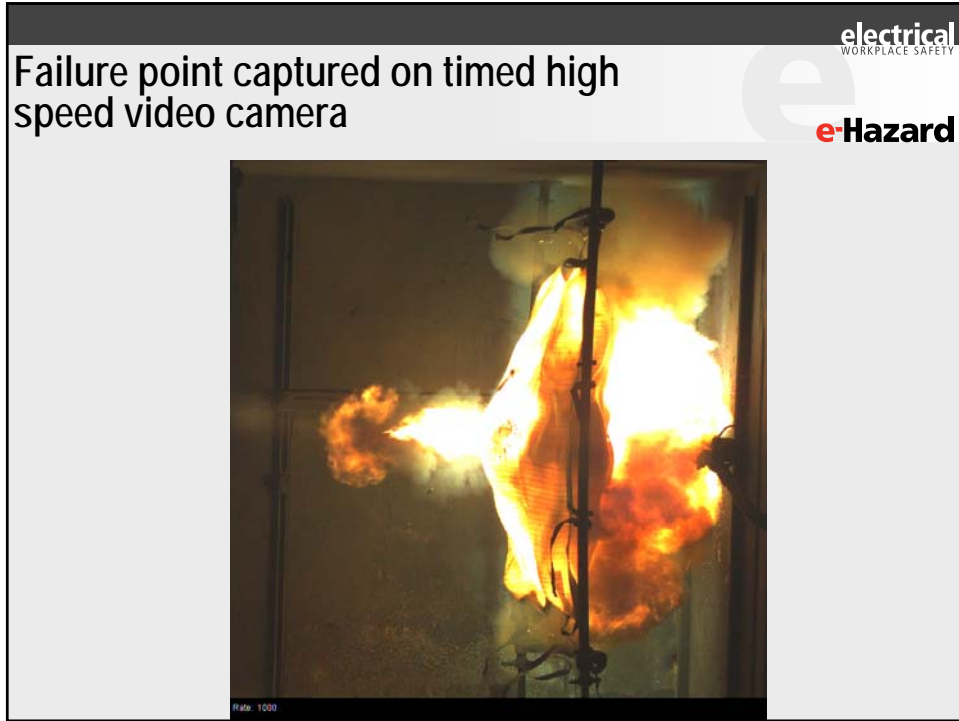 electrical
WORKPLACE SAFETY
Failure point captured on timed high
speed video camera
e-Hazard
Rate: 1000